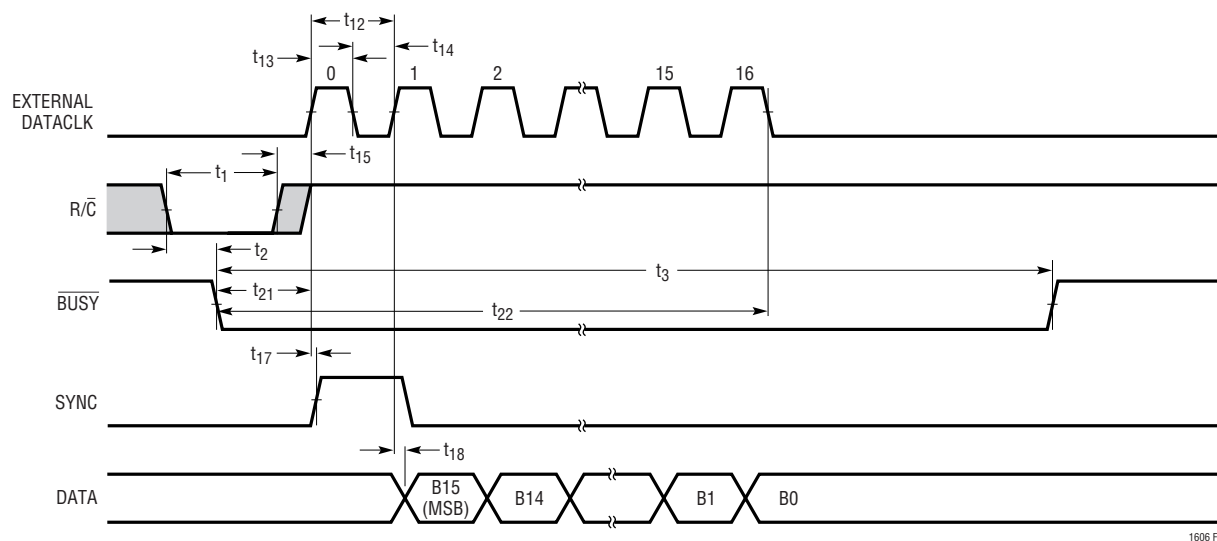 t12
t13
t14
0
1
2
15
16
EXTERNAL
DATACLK
t15
t1
R/C̅
t2
t3
B̅U̅S̅Y̅
t21
t22
t17
SYNC
t18
DATA
B15
(MSB)
B14
B1
B0
1606 F